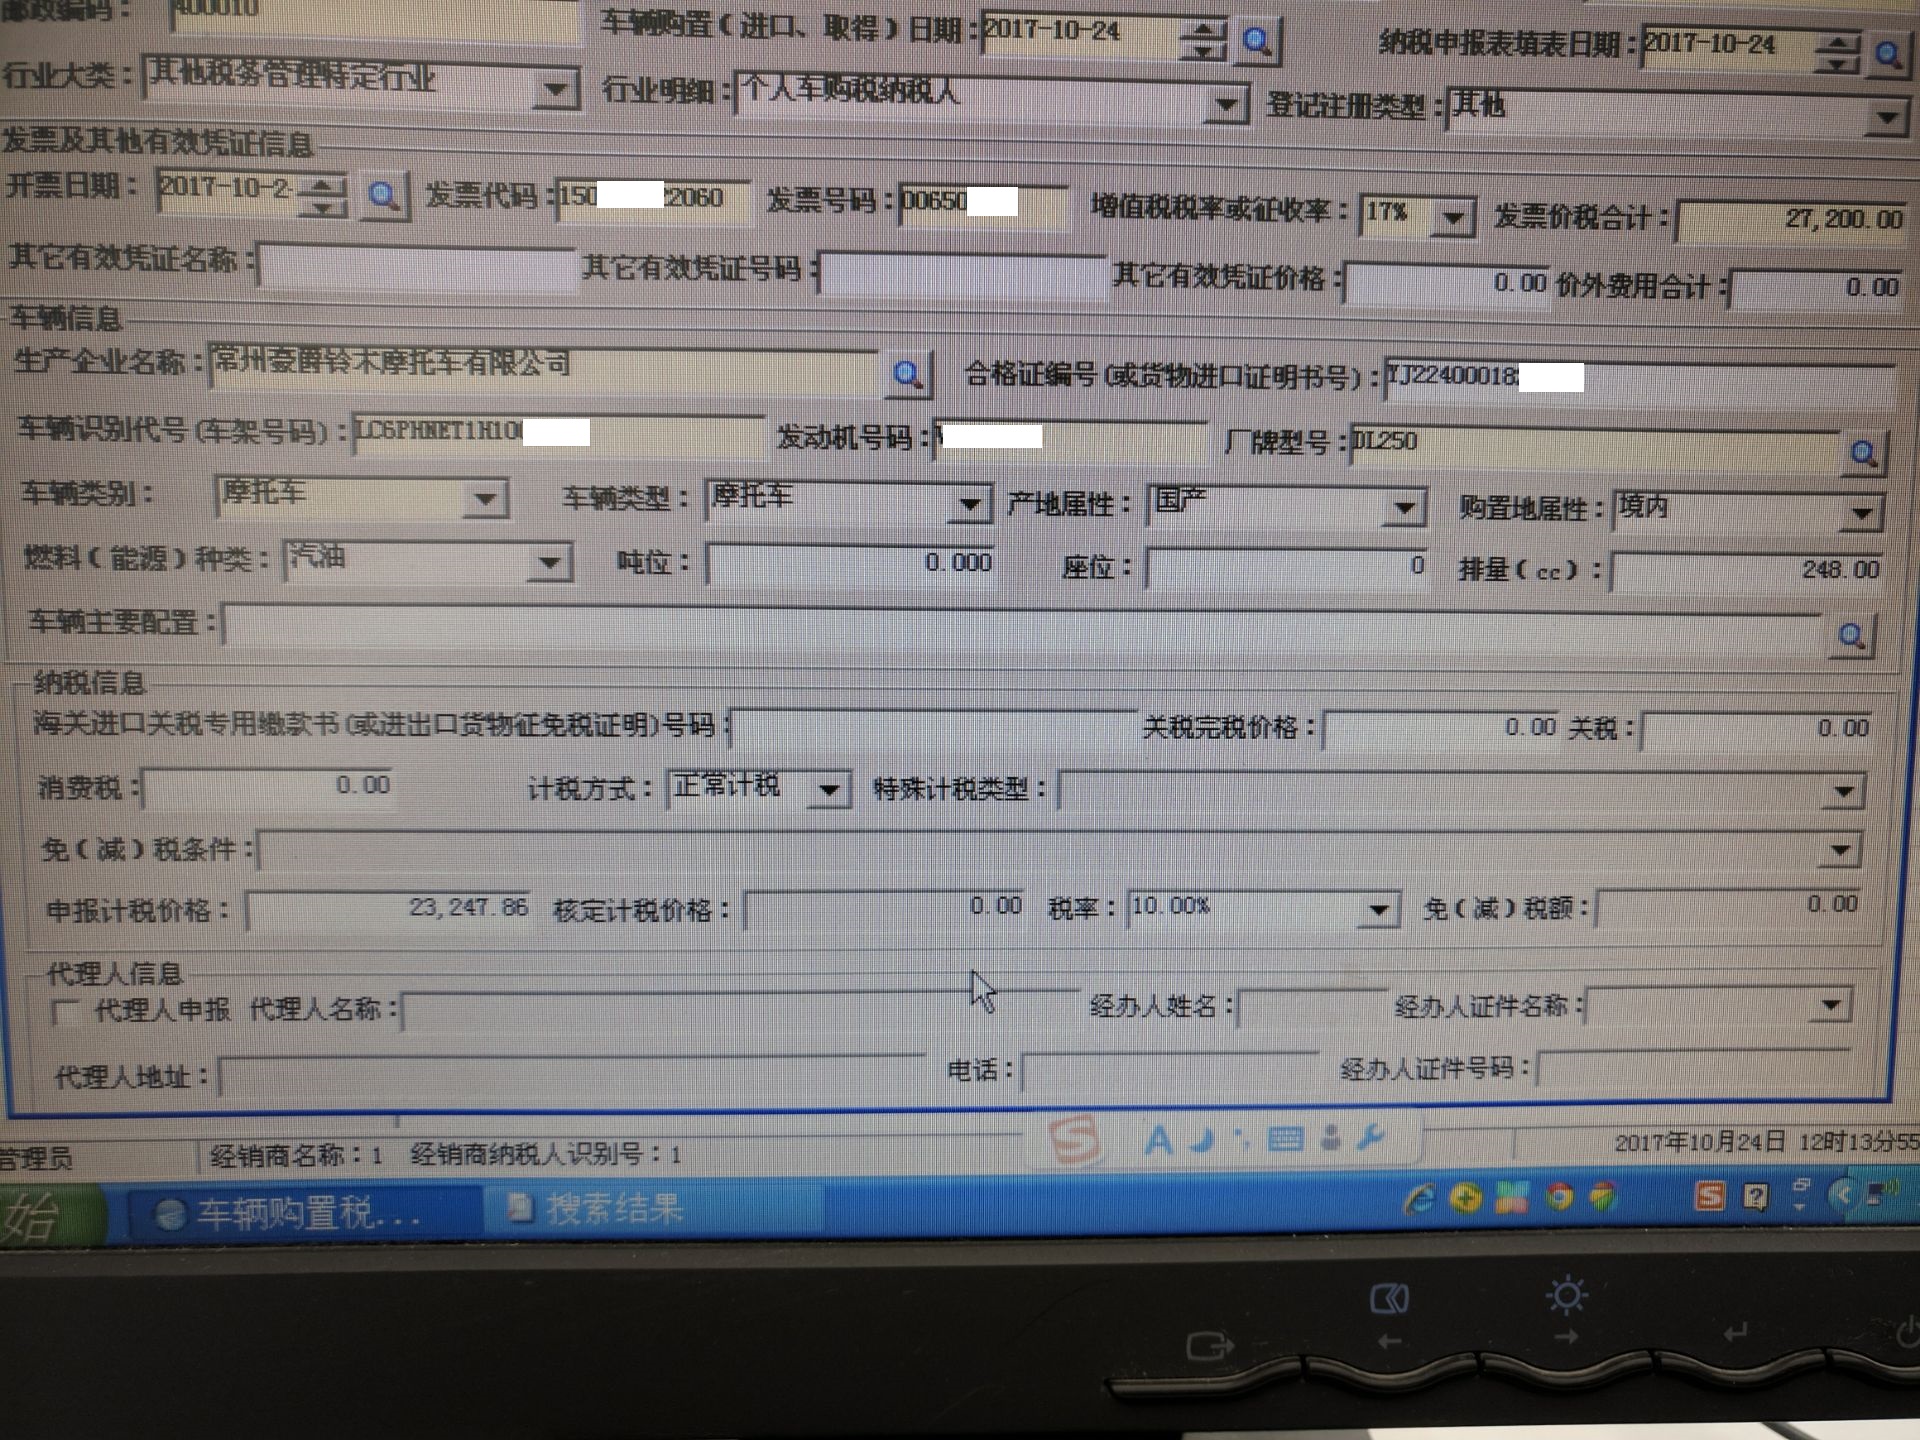 邮政编码： 400010 车辆购置（进口、取得）日期：2017-10-24 纳税申报表填表日期：2017-10-24
行业大类：其他税务管理特定行业 行业明细：个人车购税纳税人 登记注册类型：其他
发票及其他有效凭证信息
开票日期： 2017-10-2 发票代码：150 2060 发票号码：00650 增值税税率或征收率： 17% 发票价税合计： 27,200.00
其它有效凭证名称： 其它有效凭证号码： 其它有效凭证价格： 0.00 价外费用合计： 0.00
车辆信息
生产企业名称：常州豪爵铃木摩托车有限公司 合格证编号(或货物进口证明书号)：YJ22400018
车辆识别代号(车架号码)：LC6PHNET1H10 发动机号码： 厂牌型号：DL250
车辆类别： 摩托车 车辆类型： 摩托车 产地属性： 国产 购置地属性：境内
燃料（能源）种类： 汽油 吨位： 0.000 座位： 0 排量（cc）： 248.00
车辆主要配置：
纳税信息
海关进口关税专用缴款书(或进出口货物征免税证明)号码： 关税完税价格： 0.00 关税： 0.00
消费税： 0.00 计税方式： 正常计税 特殊计税类型：
免（减）税条件：
申报计税价格： 23,247.86 核定计税价格： 0.00 税率： 10.00% 免（减）税额： 0.00
代理人信息
代理人申报 代理人名称： 经办人姓名： 经办人证件名称：
代理人地址： 电话： 经办人证件号码：
管理员 经销商名称：1 经销商纳税人识别号：1 S A 2017年10月24日 12时13分55
始 车辆购置税... 搜索结果 S ?